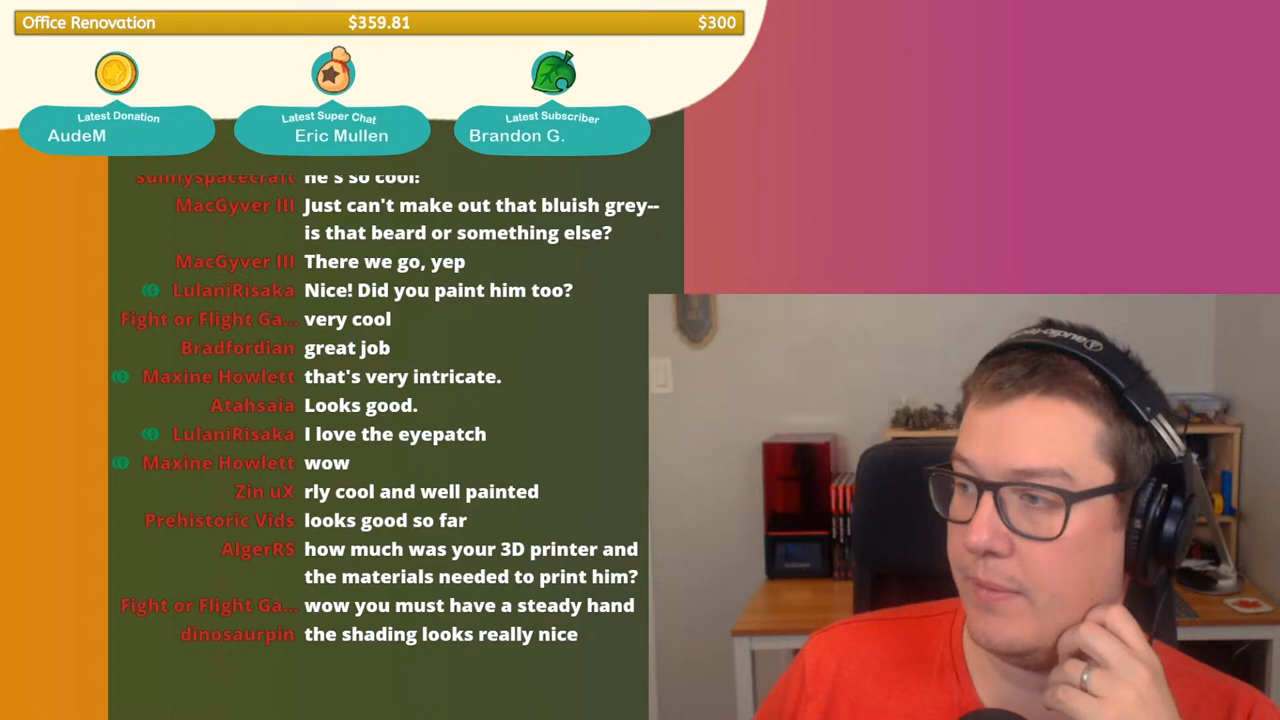 Office Renovation $359.81 $300
Latest Donation
AudeM
Latest Super Chat
Eric Mullen
Latest Subscriber
Brandon G.
sunnyspacecraft he's so cool!
MacGyver III Just can't make out that bluish grey--
is that beard or something else?
MacGyver III There we go, yep
LulaniRisaka Nice! Did you paint him too?
Fight or Flight Ga... very cool
Bradfordian great job
Maxine Howlett that's very intricate.
Atahsaia Looks good.
LulaniRisaka I love the eyepatch
Maxine Howlett wow
Zin uX rly cool and well painted
Prehistoric Vids looks good so far
AlgerRS how much was your 3D printer and
the materials needed to print him?
Fight or Flight Ga... wow you must have a steady hand
dinosaurpin the shading looks really nice